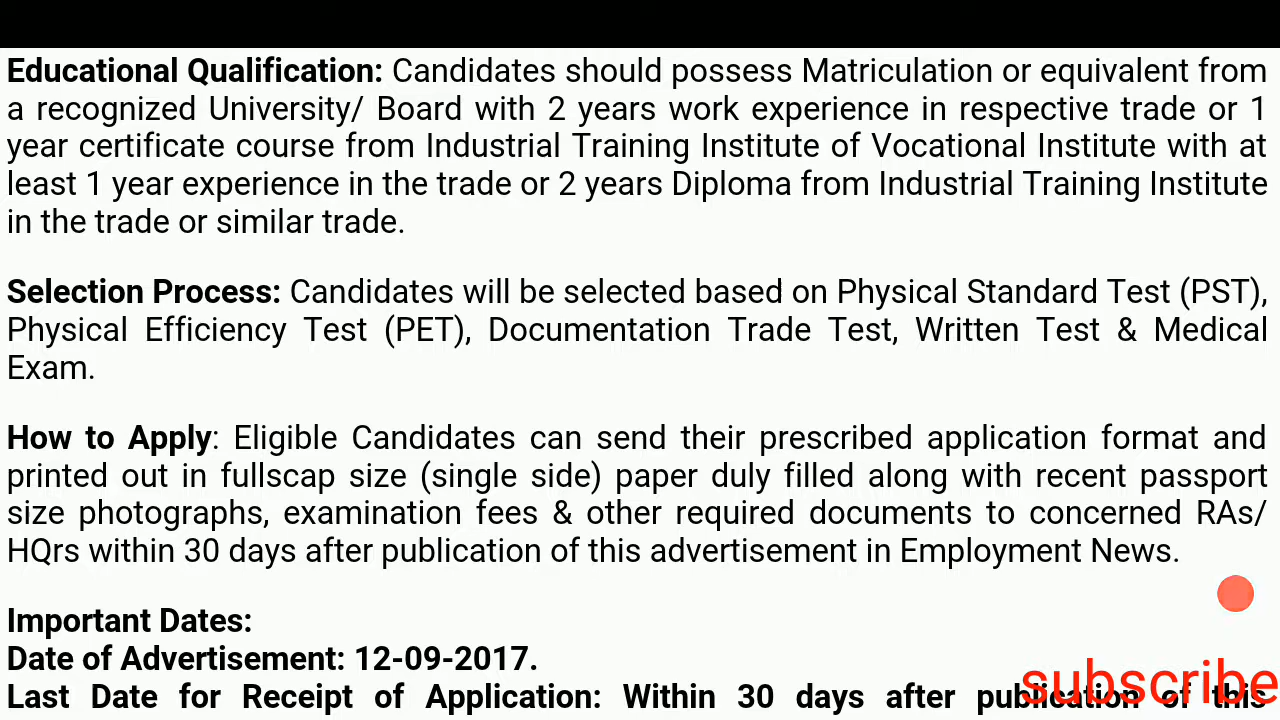 Educational Qualification: Candidates should possess Matriculation or equivalent from
a recognized University/ Board with 2 years work experience in respective trade or 1
year certificate course from Industrial Training Institute of Vocational Institute with at
least 1 year experience in the trade or 2 years Diploma from Industrial Training Institute
in the trade or similar trade.
Selection Process: Candidates will be selected based on Physical Standard Test (PST),
Physical Efficiency Test (PET), Documentation Trade Test, Written Test & Medical
Exam.
How to Apply: Eligible Candidates can send their prescribed application format and
printed out in fullscap size (single side) paper duly filled along with recent passport
size photographs, examination fees & other required documents to concerned RAs/
HQrs within 30 days after publication of this advertisement in Employment News.
Important Dates:
Date of Advertisement: 12-09-2017.
Last Date for Receipt of Application: Within 30 days after publication of this
subscribe